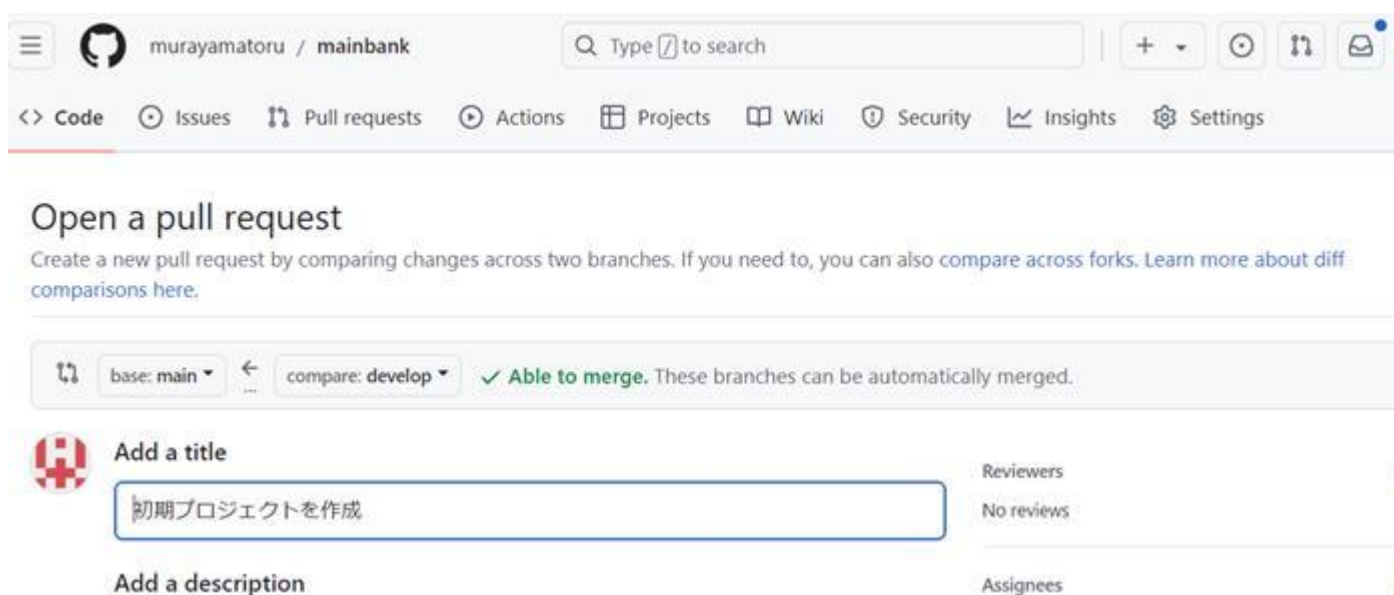 murayamatoru / mainbank
Type / to search
Code Issues Pull requests Actions Projects Wiki Security Insights Settings
Open a pull request
Create a new pull request by comparing changes across two branches. If you need to, you can also compare across forks. Learn more about diff
comparisons here.
base: main compare: develop Able to merge. These branches can be automatically merged.
Add a title
Reviewers
初期プロジェクトを作成
No reviews
Add a description
Assignees